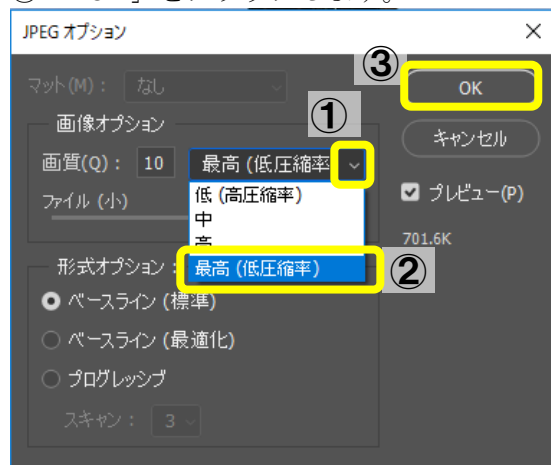 JPEG オプション
③
マット(M)： なし
OK
画像オプション
①
キャンセル
画質(Q)： 10 最高 (低圧縮率
プレビュー(P)
ファイル (小)
低 (高圧縮率)
中
高
701.6K
形式オプション：
最高 (低圧縮率)
②
ベースライン (標準)
ベースライン (最適化)
プログレッシブ
スキャン： 3